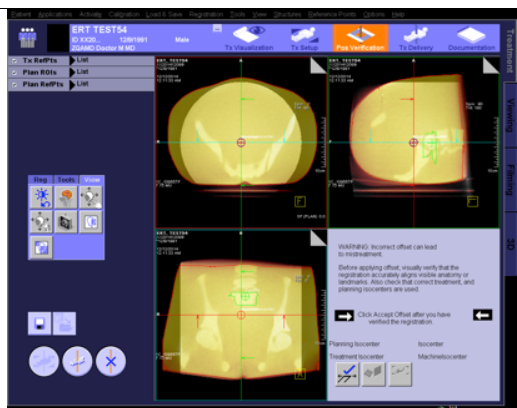 Patient Applications Activity Calibration Load & Save Registration Tools View Structures Reference Points Options Help
ERT TEST54
ID XX20... 12/9/1991 Male
ZQAMD Doctor M MD
Tx Visualization
Tx Setup
Pos Verification
Tx Delivery
Documentation
Treatment
Viewing
Filming
3D
Tx RefPts List
Plan ROIs List
Plan RefPts List
Reg Tools View
ERT, TEST54
ERT, TEST54
ERT, TEST54
F
WARNING: Incorrect offset can lead
to mistreatment.
Before applying offset, visually verify that the
registration accurately aligns visible anatomy or
landmarks. Also check that correct treatment, and
planning isocenters are used.
Click Accept Offset after you have
verified the registration.
Planning Isocenter Isocenter
Treatment Isocenter MachineIsocenter